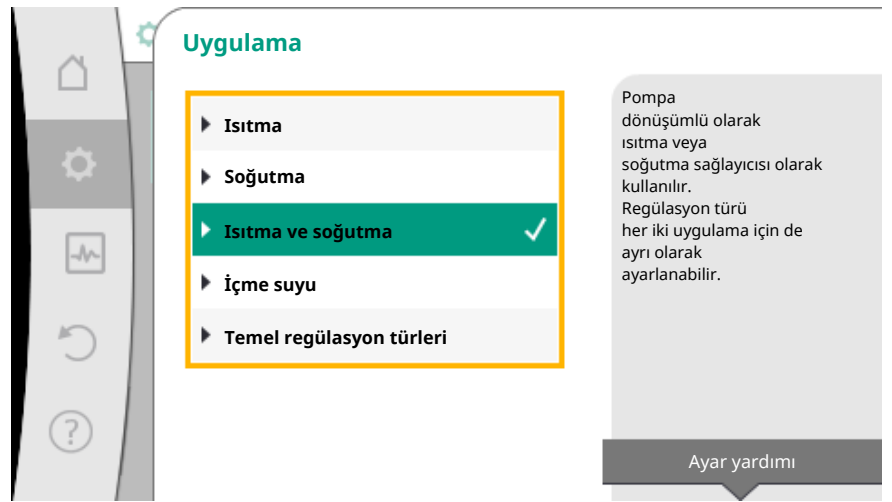 Uygulama
Isıtma
Soğutma
Isıtma ve soğutma
İçme suyu
Temel regülasyon türleri
Pompa
dönüşümlü olarak
ısıtma veya
soğutma sağlayıcısı olarak
kullanılır.
Regülasyon türü
her iki uygulama için de
ayrı olarak
ayarlanabilir.
Ayar yardımı